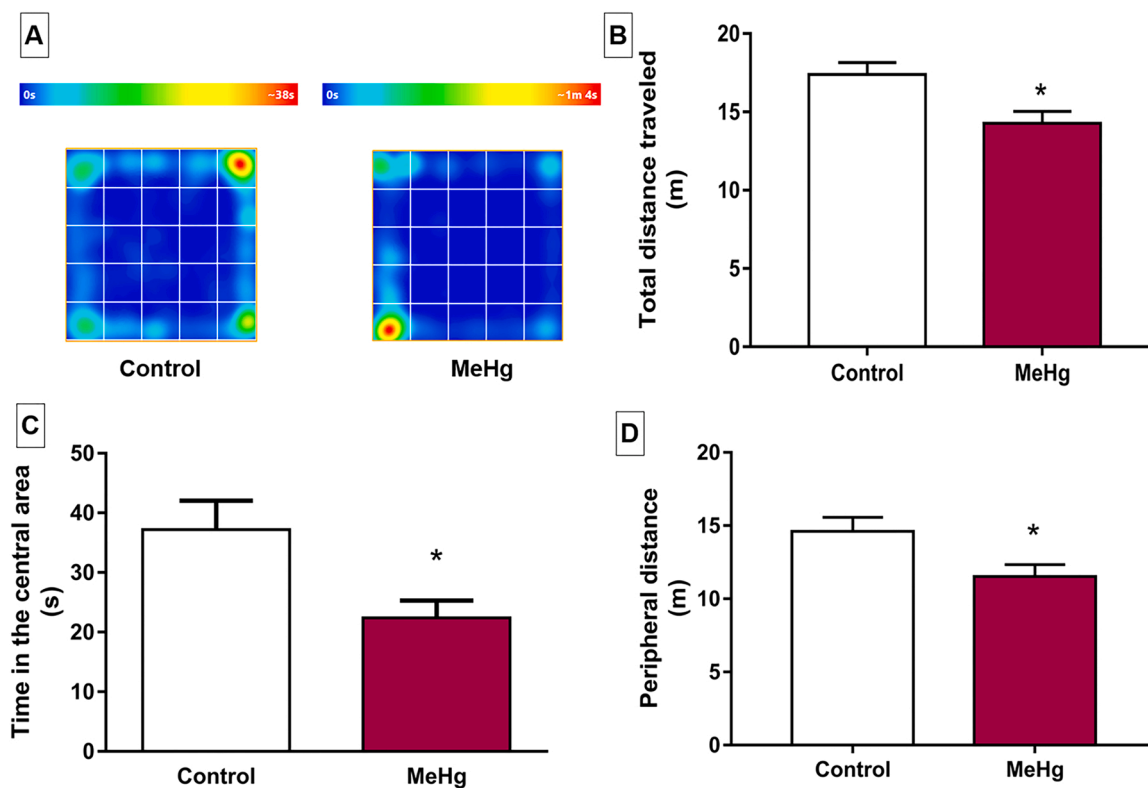 A
0s ~38s
0s ~1m 4s
Control MeHg
B
Total distance traveled
(m)
20
15
10
5
0
*
Control MeHg
C
Time in the central area
(s)
50
40
30
20
10
0
*
Control MeHg
D
Peripheral distance
(m)
20
15
10
5
0
*
Control MeHg